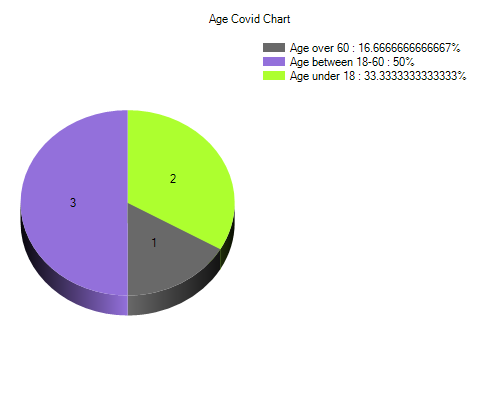 Age Covid Chart
Age over 60 : 16.6666666666667%
Age between 18-60 : 50%
Age under 18 : 33.3333333333333%
2
3
1